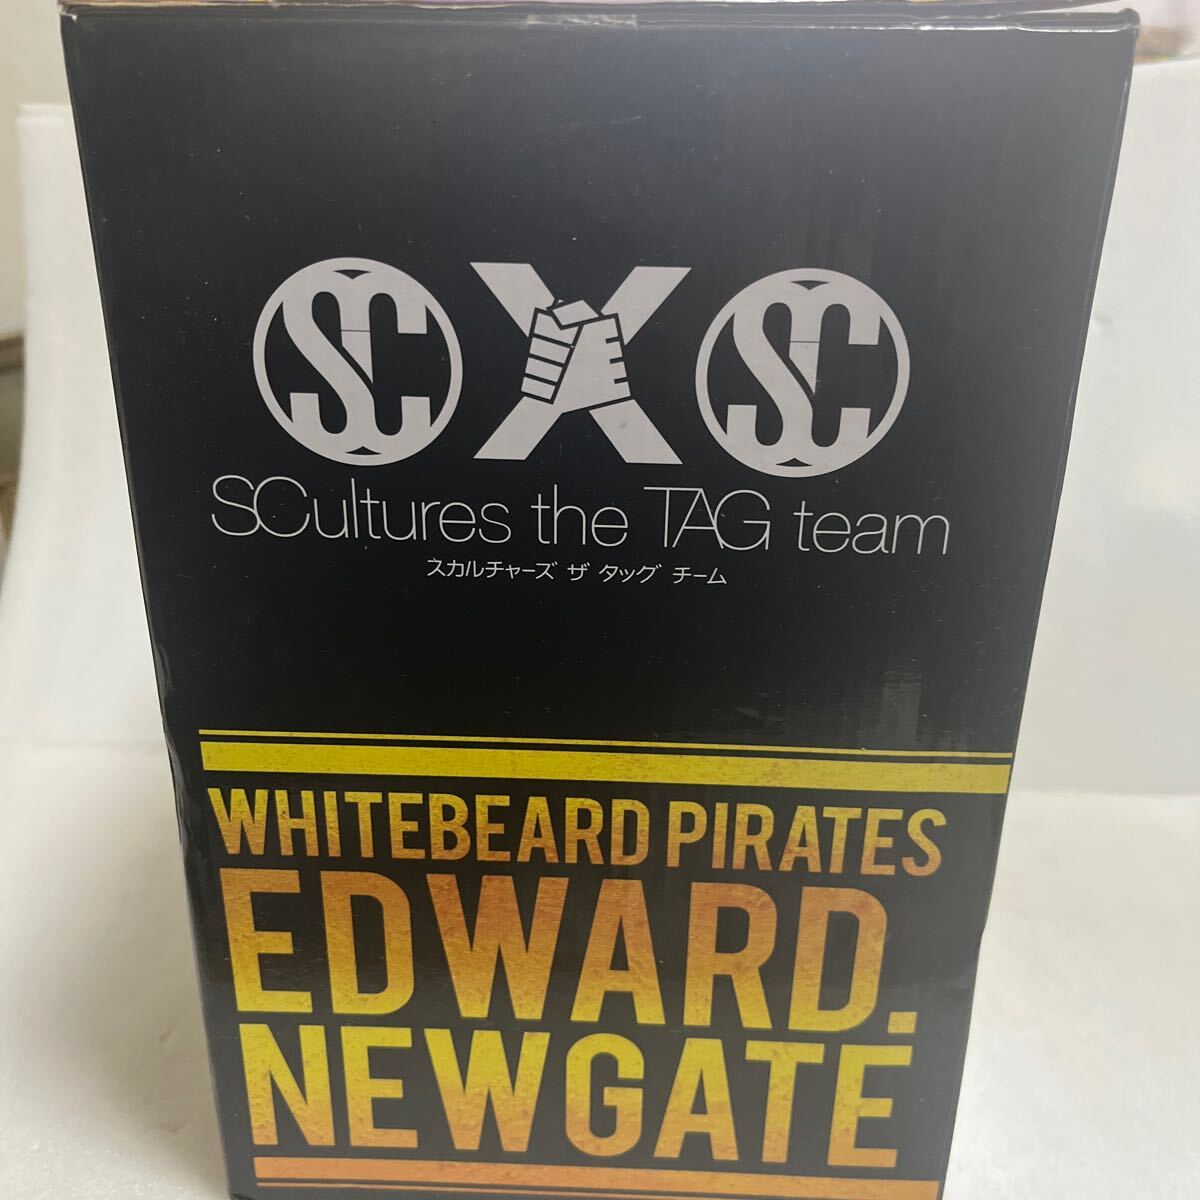 SC X SC
SCultures the TAG team
スカルチャーズ ザ タッグ チーム
WHITEBEARD PIRATES
EDWARD.
NEWGATE